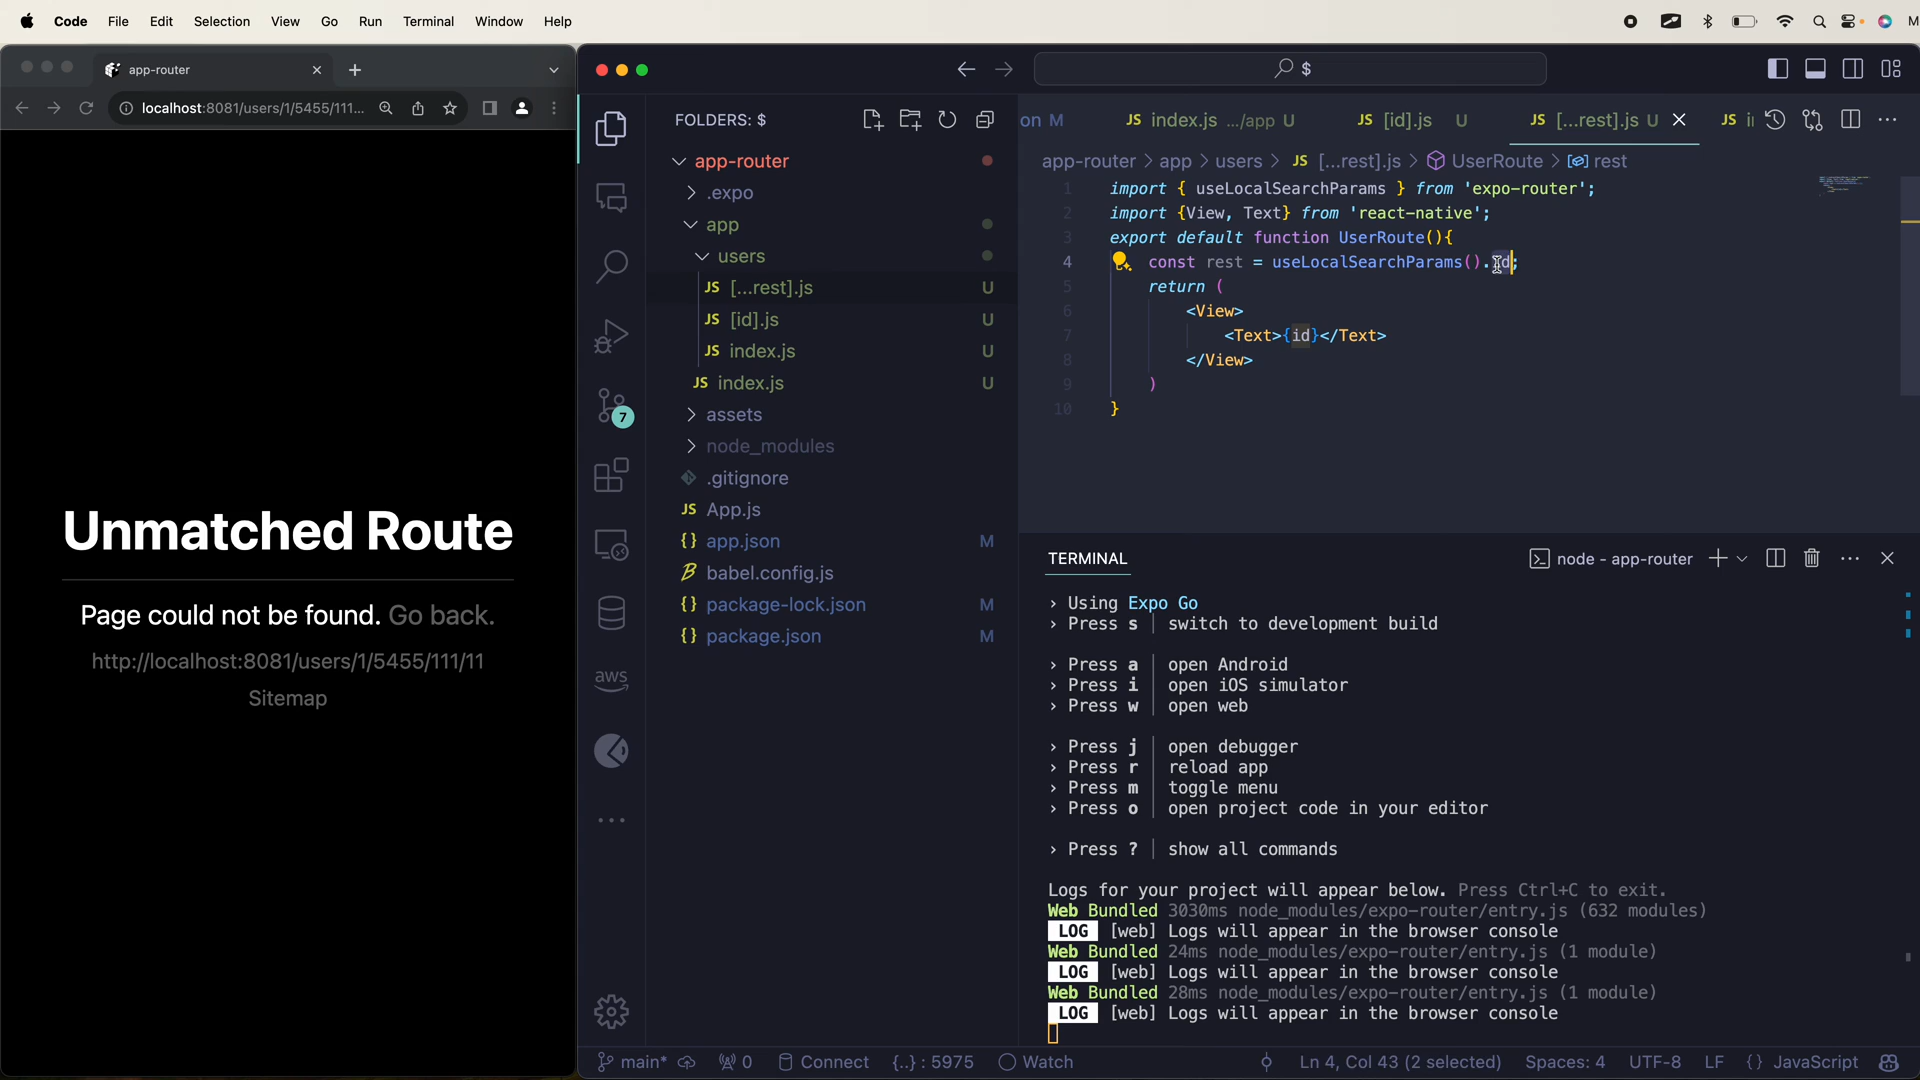 Code File Edit Selection View Go Run Terminal Window Help
app-router
localhost:8081/users/1/5455/111...
Unmatched Route
Page could not be found. Go back.
http://localhost:8081/users/1/5455/111/11
Sitemap
$
FOLDERS: $
app-router
.expo
app
users
JS [...rest].js U
JS [id].js U
JS index.js U
JS index.js U
assets
node_modules
.gitignore
JS App.js
{} app.json M
babel.config.js
{} package-lock.json M
{} package.json M
7
aws
on M JS index.js .../app U JS [id].js U JS [...rest].js U JS
app-router > app > users > JS [...rest].js > UserRoute > rest
1 import { useLocalSearchParams } from 'expo-router';
2 import {View, Text} from 'react-native';
3 export default function UserRoute(){
4 const rest = useLocalSearchParams().id;
5 return (
6 <View>
7 <Text>{id}</Text>
8 </View>
9 )
10 }
TERMINAL
node - app-router
› Using Expo Go
› Press s │ switch to development build
› Press a │ open Android
› Press i │ open iOS simulator
› Press w │ open web
› Press j │ open debugger
› Press r │ reload app
› Press m │ toggle menu
› Press o │ open project code in your editor
› Press ? │ show all commands
Logs for your project will appear below. Press Ctrl+C to exit.
Web Bundled 3030ms node_modules/expo-router/entry.js (632 modules)
LOG [web] Logs will appear in the browser console
Web Bundled 24ms node_modules/expo-router/entry.js (1 module)
LOG [web] Logs will appear in the browser console
Web Bundled 28ms node_modules/expo-router/entry.js (1 module)
LOG [web] Logs will appear in the browser console
main* 0 Connect {..} : 5975 Watch Ln 4, Col 43 (2 selected) Spaces: 4 UTF-8 LF {} JavaScript